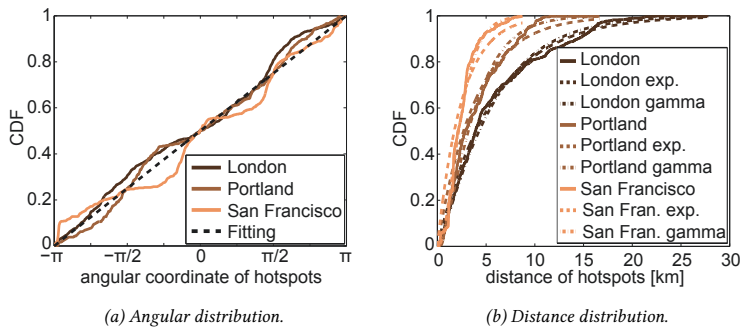 1
0.8
0.6
0.4
0.2
0
CDF
London
Portland
San Francisco
Fitting
−π
−π/2
0
π/2
π
angular coordinate of hotspots
(a) Angular distribution.
1
0.8
0.6
0.4
0.2
0
CDF
London
London exp.
London gamma
Portland
Portland exp.
Portland gamma
San Francisco
San Fran. exp.
San Fran. gamma
0
5
10
15
20
25
30
distance of hotspots [km]
(b) Distance distribution.